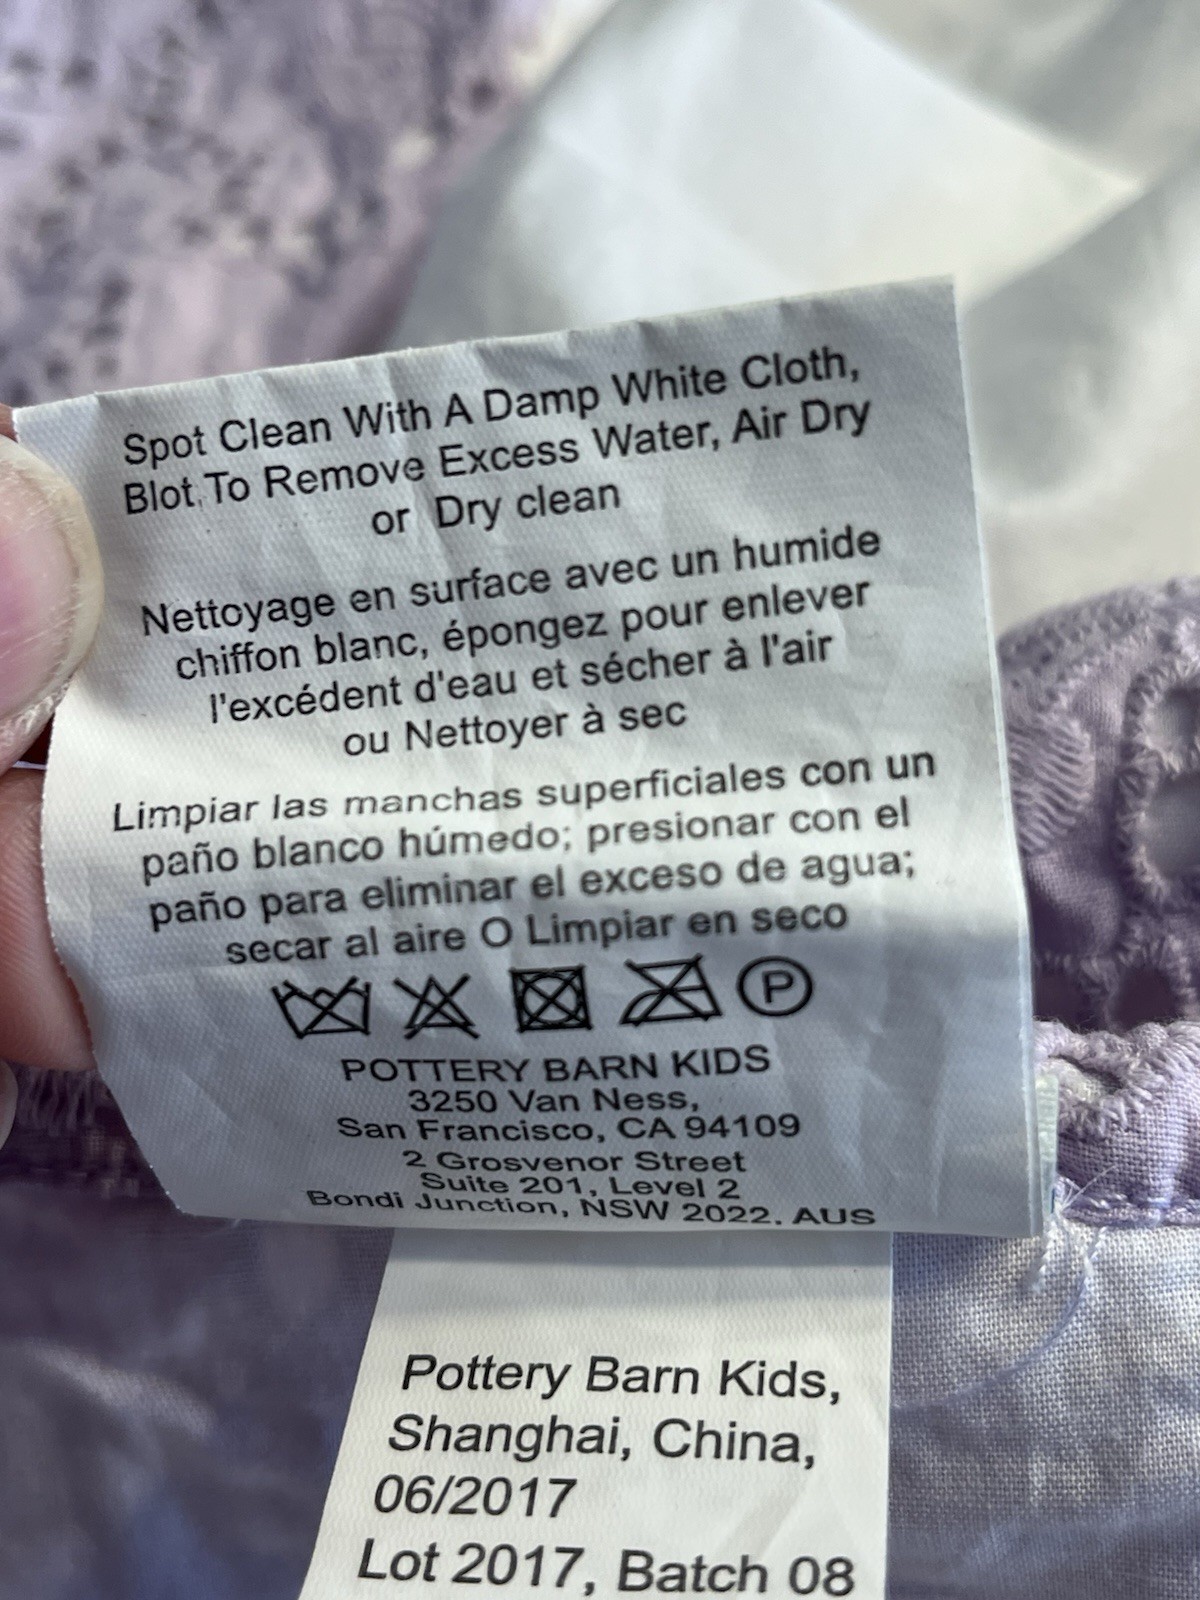 Spot Clean With A Damp White Cloth,
Blot To Remove Excess Water, Air Dry
or Dry clean
Nettoyage en surface avec un humide
chiffon blanc, épongez pour enlever
l'excédent d'eau et sécher à l'air
ou Nettoyer à sec
Limpiar las manchas superficiales con un
paño blanco húmedo; presionar con el
paño para eliminar el exceso de agua;
secar al aire O Limpiar en seco
P
POTTERY BARN KIDS
3250 Van Ness,
San Francisco, CA 94109
2 Grosvenor Street
Suite 201, Level 2
Bondi Junction, NSW 2022, AUS
Pottery Barn Kids,
Shanghai, China,
06/2017
Lot 2017, Batch 08